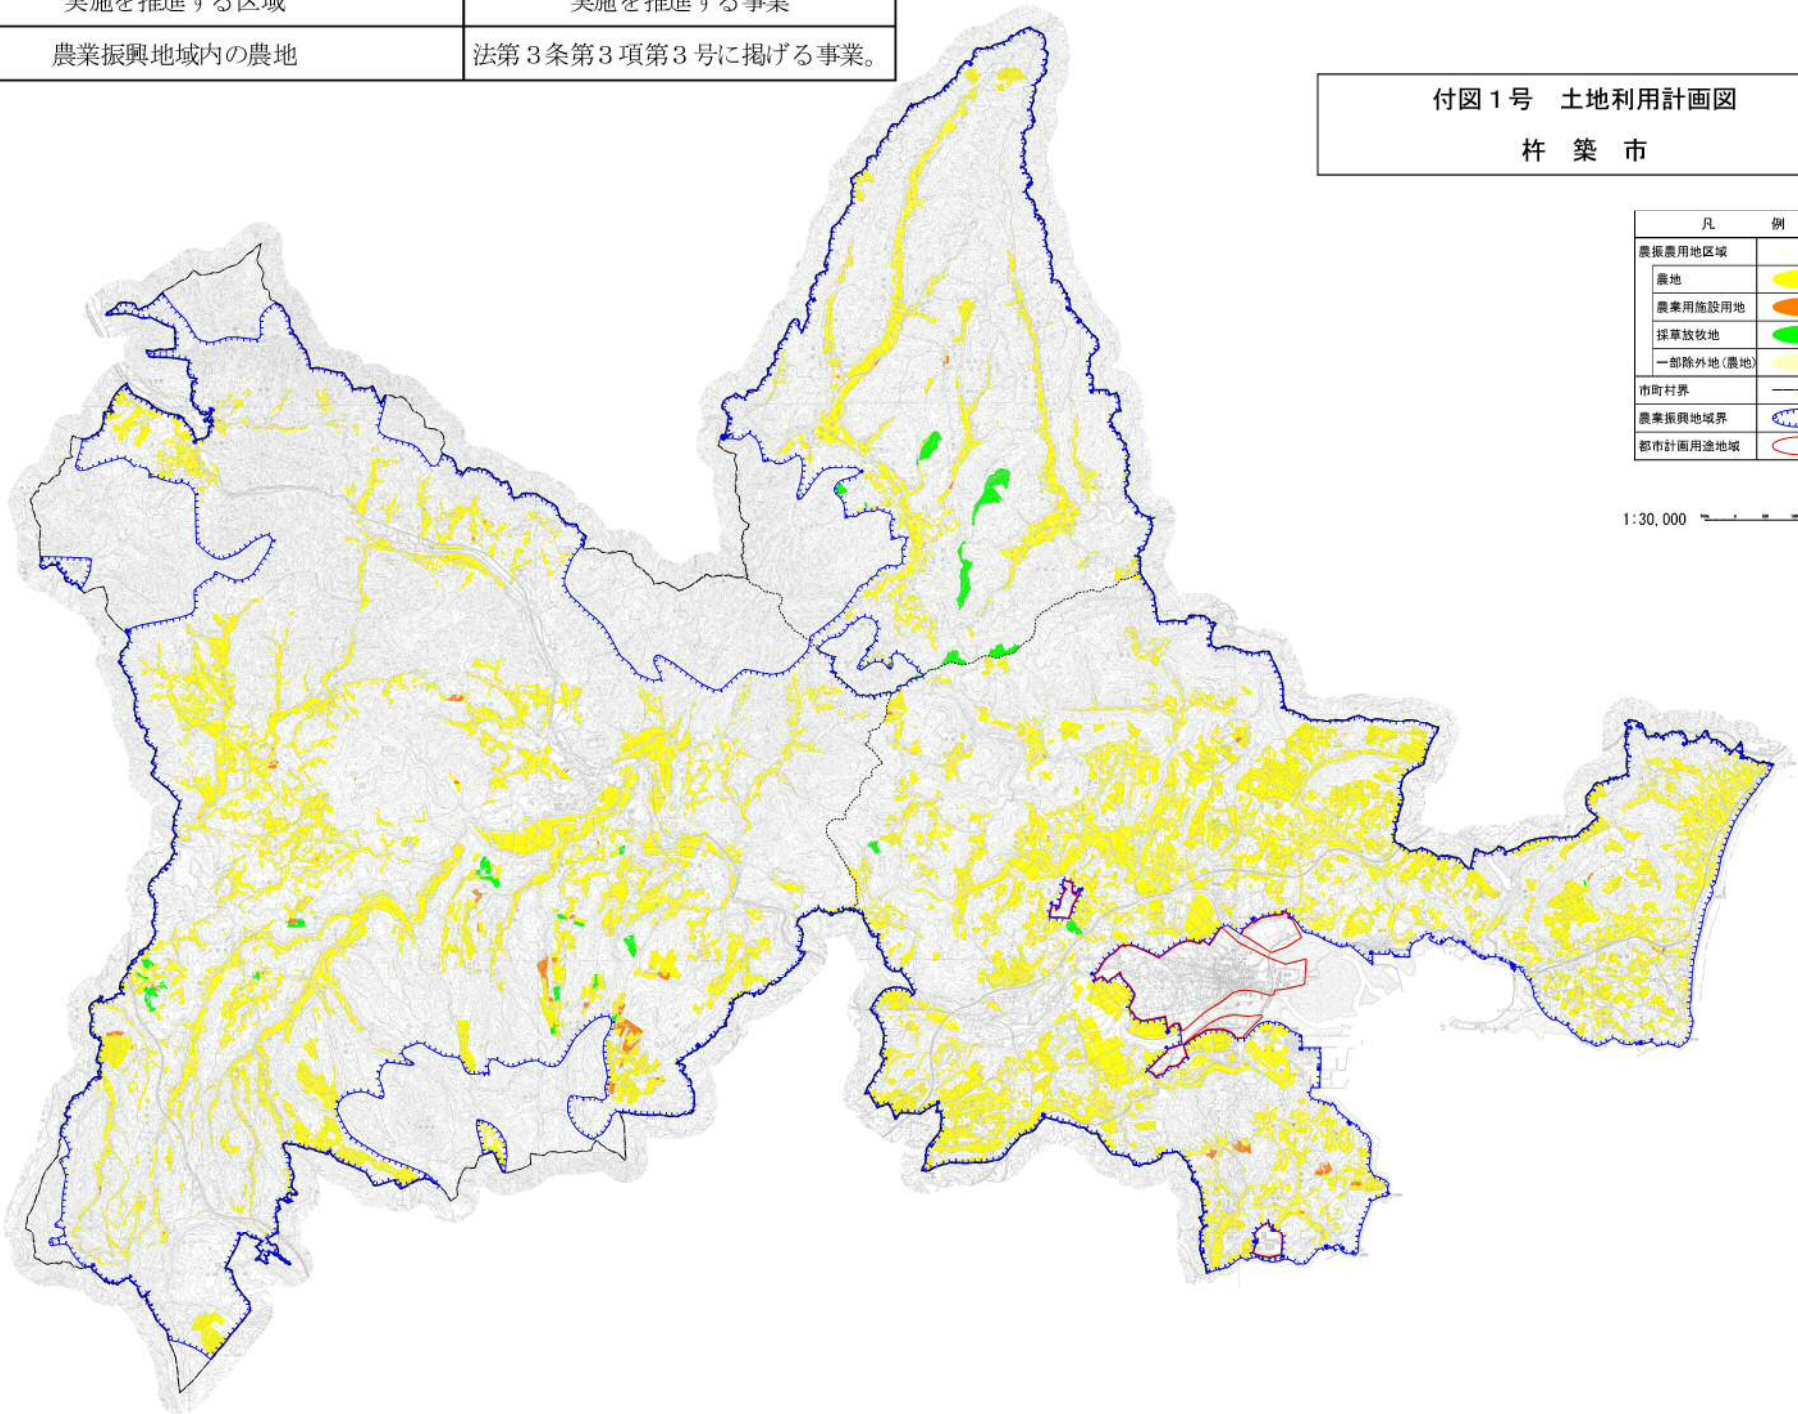 実施を推進する区域 実施を推進する事業
農業振興地域内の農地 法第3条第3項第3号に掲げる事業。
付図1号 土地利用計画図
杵 築 市
凡 例
農振農用地区域
農地
農業用施設用地
採草放牧地
一部除外地(農地)
市町村界
農業振興地域界
都市計画用途地域
1:30,000